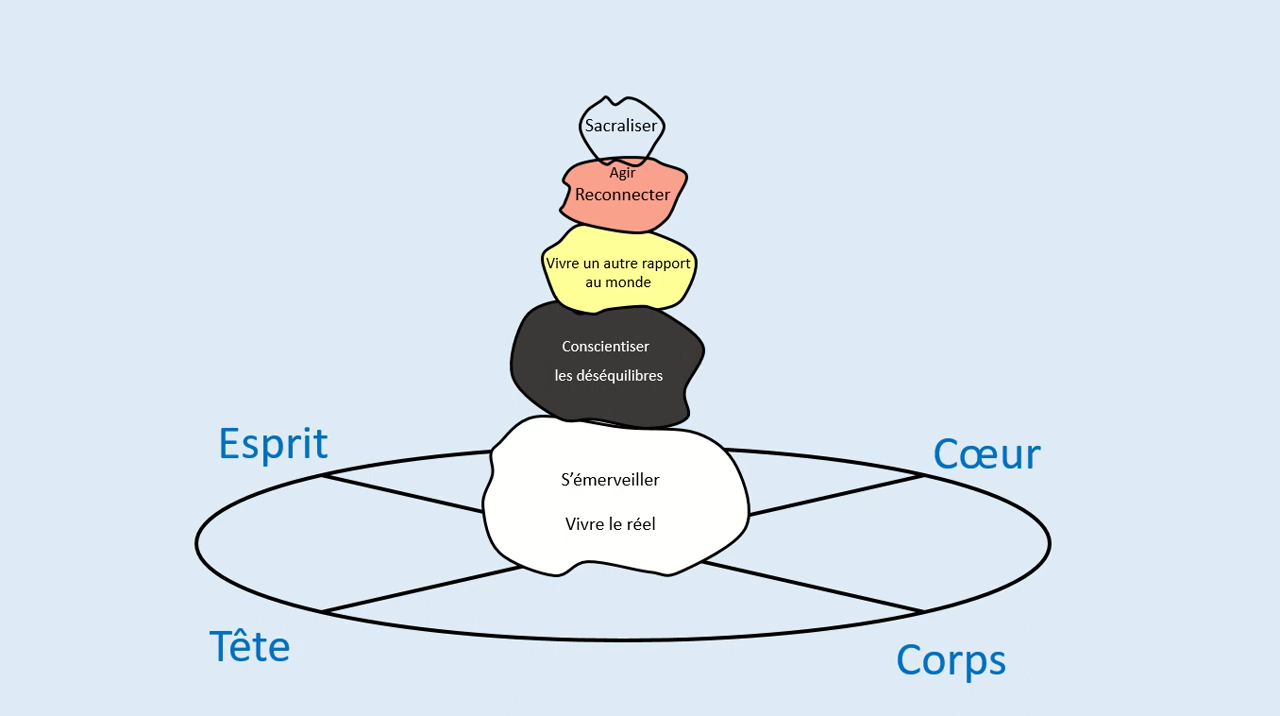 Sacraliser
Agir
Reconnecter
Vivre un autre rapport
au monde
Conscientiser
les déséquilibres
Esprit
Cœur
S’émerveiller
Vivre le réel
Tête
Corps